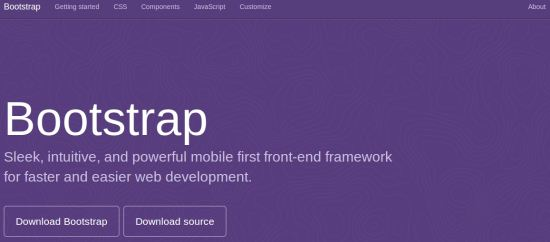 Bootstrap Getting started CSS Components JavaScript Customize About
Bootstrap
Sleek, intuitive, and powerful mobile first front-end framework
for faster and easier web development.
Download Bootstrap Download source